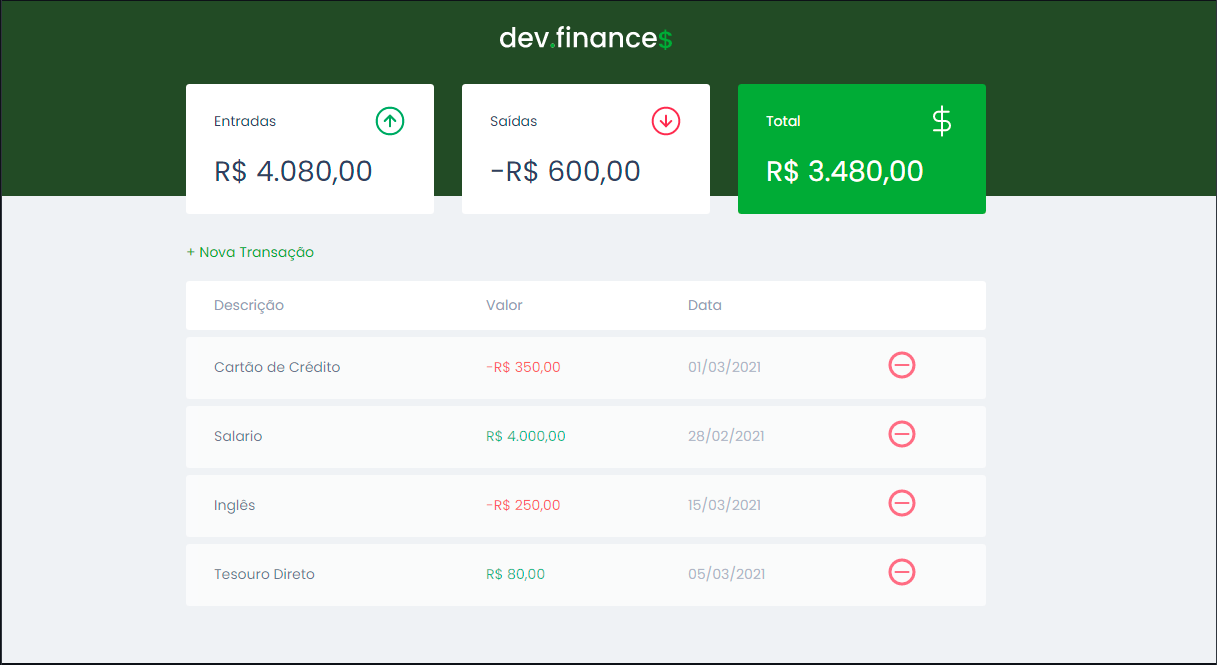 dev.finance$
Entradas
R$ 4.080,00
Saídas
-R$ 600,00
Total
$
R$ 3.480,00
+ Nova Transação
Descrição Valor Data
Cartão de Crédito -R$ 350,00 01/03/2021
Salario R$ 4.000,00 28/02/2021
Inglês -R$ 250,00 15/03/2021
Tesouro Direto R$ 80,00 05/03/2021